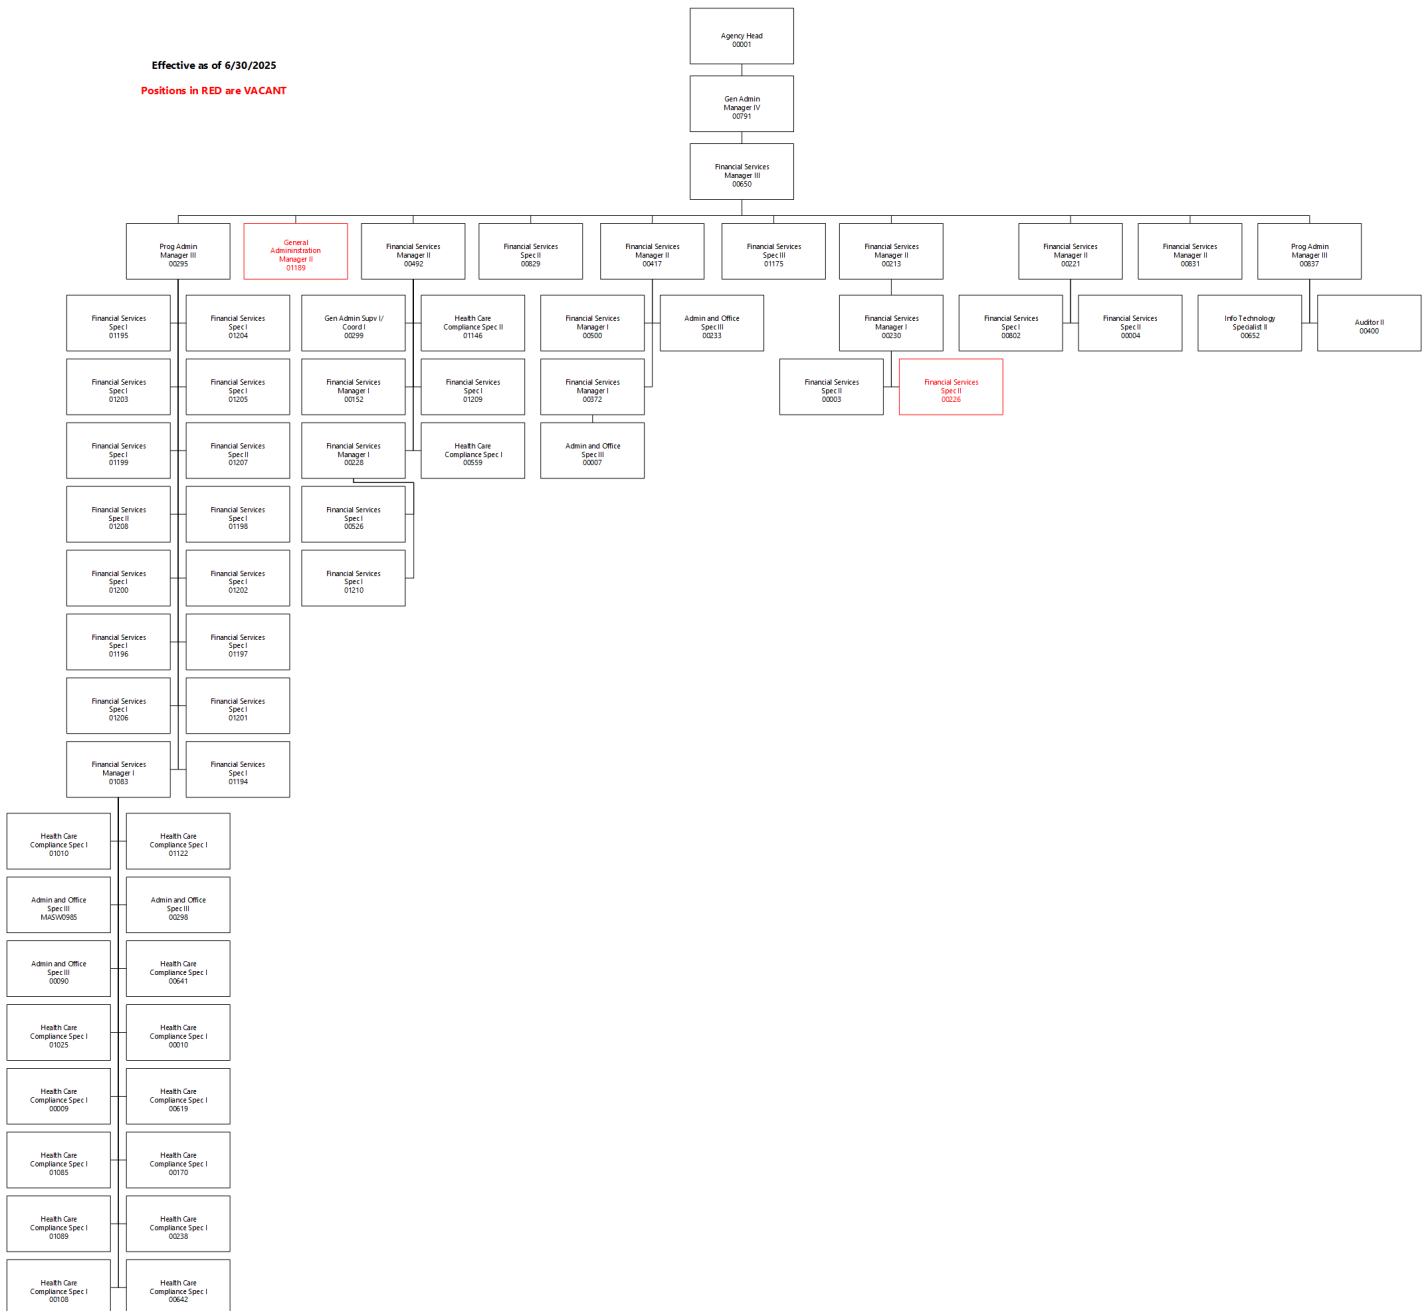 Effective as of 6/30/2025
Positions in RED are VACANT
Agency Head
00001
Gen Admin
Manager IV
00791
Financial Services
Manager III
00650
Prog Admin
Manager III
00295
General
Admininstration
Manager II
01189
Financial Services
Manager II
00492
Financial Services
Spec II
00829
Financial Services
Manager II
00417
Financial Services
Spec III
01175
Financial Services
Manager II
00213
Financial Services
Manager II
00221
Financial Services
Manager II
00831
Prog Admin
Manager III
00837
Financial Services
Spec I
01195
Financial Services
Spec I
01204
Gen Admin Supv I/
Coord I
00299
Health Care
Compliance Spec II
01146
Financial Services
Manager I
00500
Admin and Office
Spec III
00233
Financial Services
Manager I
00230
Financial Services
Spec I
00802
Financial Services
Spec II
00004
Info Technology
Specialist II
00652
Auditor II
00400
Financial Services
Spec I
01203
Financial Services
Spec I
01205
Financial Services
Manager I
00152
Financial Services
Spec I
01209
Financial Services
Manager I
00372
Financial Services
Spec II
00003
Financial Services
Spec II
00226
Financial Services
Spec I
01199
Financial Services
Spec II
01207
Financial Services
Manager I
00228
Health Care
Compliance Spec I
00559
Admin and Office
Spec III
00007
Financial Services
Spec II
01208
Financial Services
Spec I
01198
Financial Services
Spec I
00526
Financial Services
Spec I
01200
Financial Services
Spec I
01202
Financial Services
Spec I
01210
Financial Services
Spec I
01196
Financial Services
Spec I
01197
Financial Services
Spec I
01206
Financial Services
Spec I
01201
Financial Services
Manager I
01083
Financial Services
Spec I
01194
Health Care
Compliance Spec I
01010
Health Care
Compliance Spec I
01122
Admin and Office
Spec III
MASW0985
Admin and Office
Spec III
00298
Admin and Office
Spec III
00090
Health Care
Compliance Spec I
00641
Health Care
Compliance Spec I
01025
Health Care
Compliance Spec I
00010
Health Care
Compliance Spec I
00009
Health Care
Compliance Spec I
00619
Health Care
Compliance Spec I
01085
Health Care
Compliance Spec I
00170
Health Care
Compliance Spec I
01089
Health Care
Compliance Spec I
00238
Health Care
Compliance Spec I
00108
Health Care
Compliance Spec I
00642